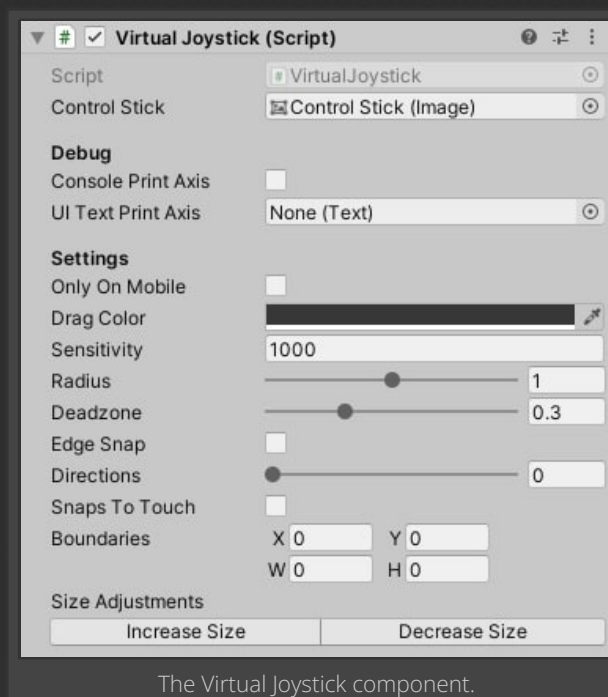 Virtual Joystick (Script)
Script # VirtualJoystick
Control Stick Control Stick (Image)
Debug
Console Print Axis
UI Text Print Axis None (Text)
Settings
Only On Mobile
Drag Color
Sensitivity 1000
Radius 1
Deadzone 0.3
Edge Snap
Directions 0
Snaps To Touch
Boundaries X 0 Y 0
W 0 H 0
Size Adjustments
Increase Size Decrease Size
The Virtual Joystick component.